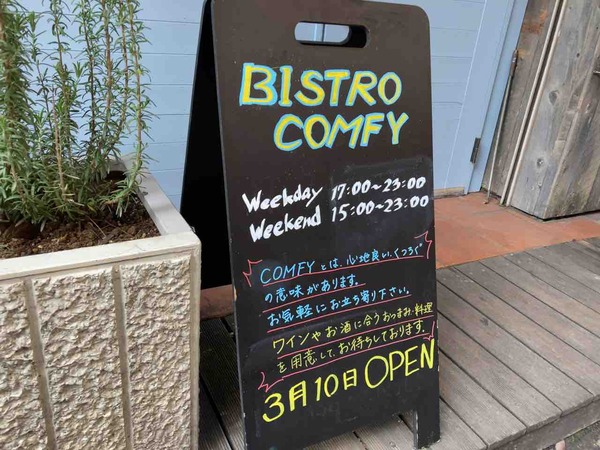 BISTRO
COMFY
Weekday 17:00~23:00
Weekend 15:00~23:00
COMFYとは、心地良い、くつろぐ
の意味があります。
お気軽にお立ち寄り下さい。
ワインやお酒に合うおつまみ・料理
を用意して、お待ちしております。
3月10日OPEN